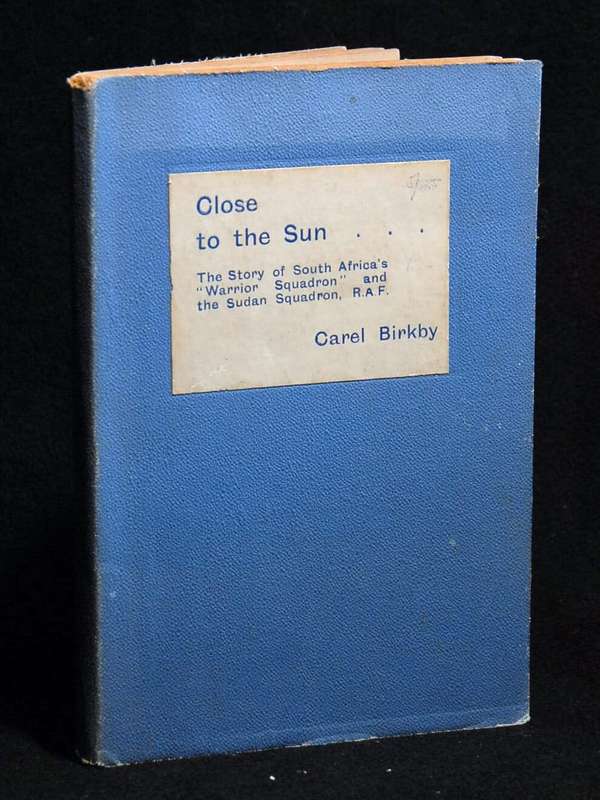 Close
to the Sun . . .
The Story of South Africa's
"Warrior Squadron" and
the Sudan Squadron, R.A.F.
Carel Birkby